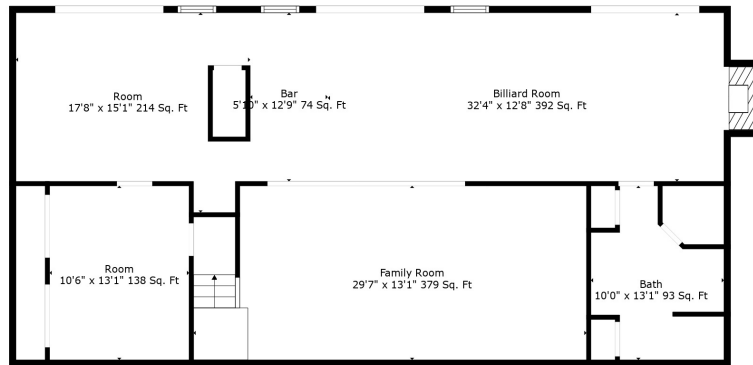 Room
17'8" x 15'1" 214 Sq. Ft
Bar
5'10" x 12'9" 74 Sq. Ft
Billiard Room
32'4" x 12'8" 392 Sq. Ft
Room
10'6" x 13'1" 138 Sq. Ft
Family Room
29'7" x 13'1" 379 Sq. Ft
Bath
10'0" x 13'1" 93 Sq. Ft